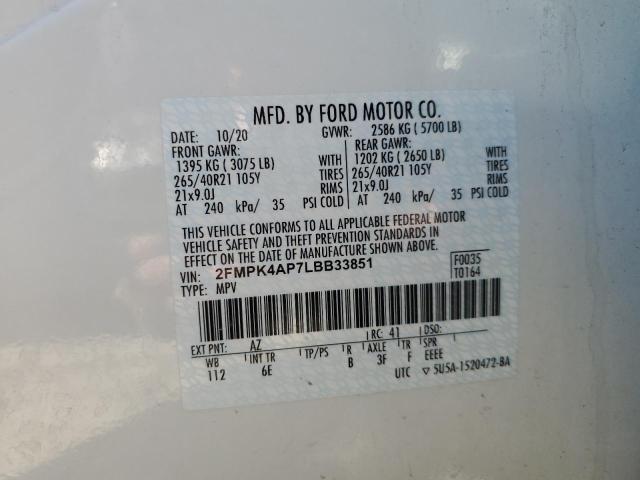 MFD. BY FORD MOTOR CO.
DATE: 10/20 GVWR: 2586 KG ( 5700 LB)
FRONT GAWR: REAR GAWR:
1395 KG ( 3075 LB) WITH 1202 KG ( 2650 LB) WITH
265/40R21 105Y TIRES 265/40R21 105Y TIRES
21x9.0J RIMS 21x9.0J RIMS
AT 240 kPa/ 35 PSI COLD AT 240 kPa/ 35 PSI COLD
THIS VEHICLE CONFORMS TO ALL APPLICABLE FEDERAL MOTOR
VEHICLE SAFETY AND THEFT PREVENTION STANDARDS IN
EFFECT ON THE DATE OF MANUFACTURE SHOWN ABOVE.
VIN: 2FMPK4AP7LBB33851 F0035
TYPE: MPV T0164
EXT PNT: AZ RC: 41 DSO:
WB INT TR TP/PS R AXLE TR SPR
112 6E B 3F F EEEE
UTC ▽ 5U5A-1520472-BA